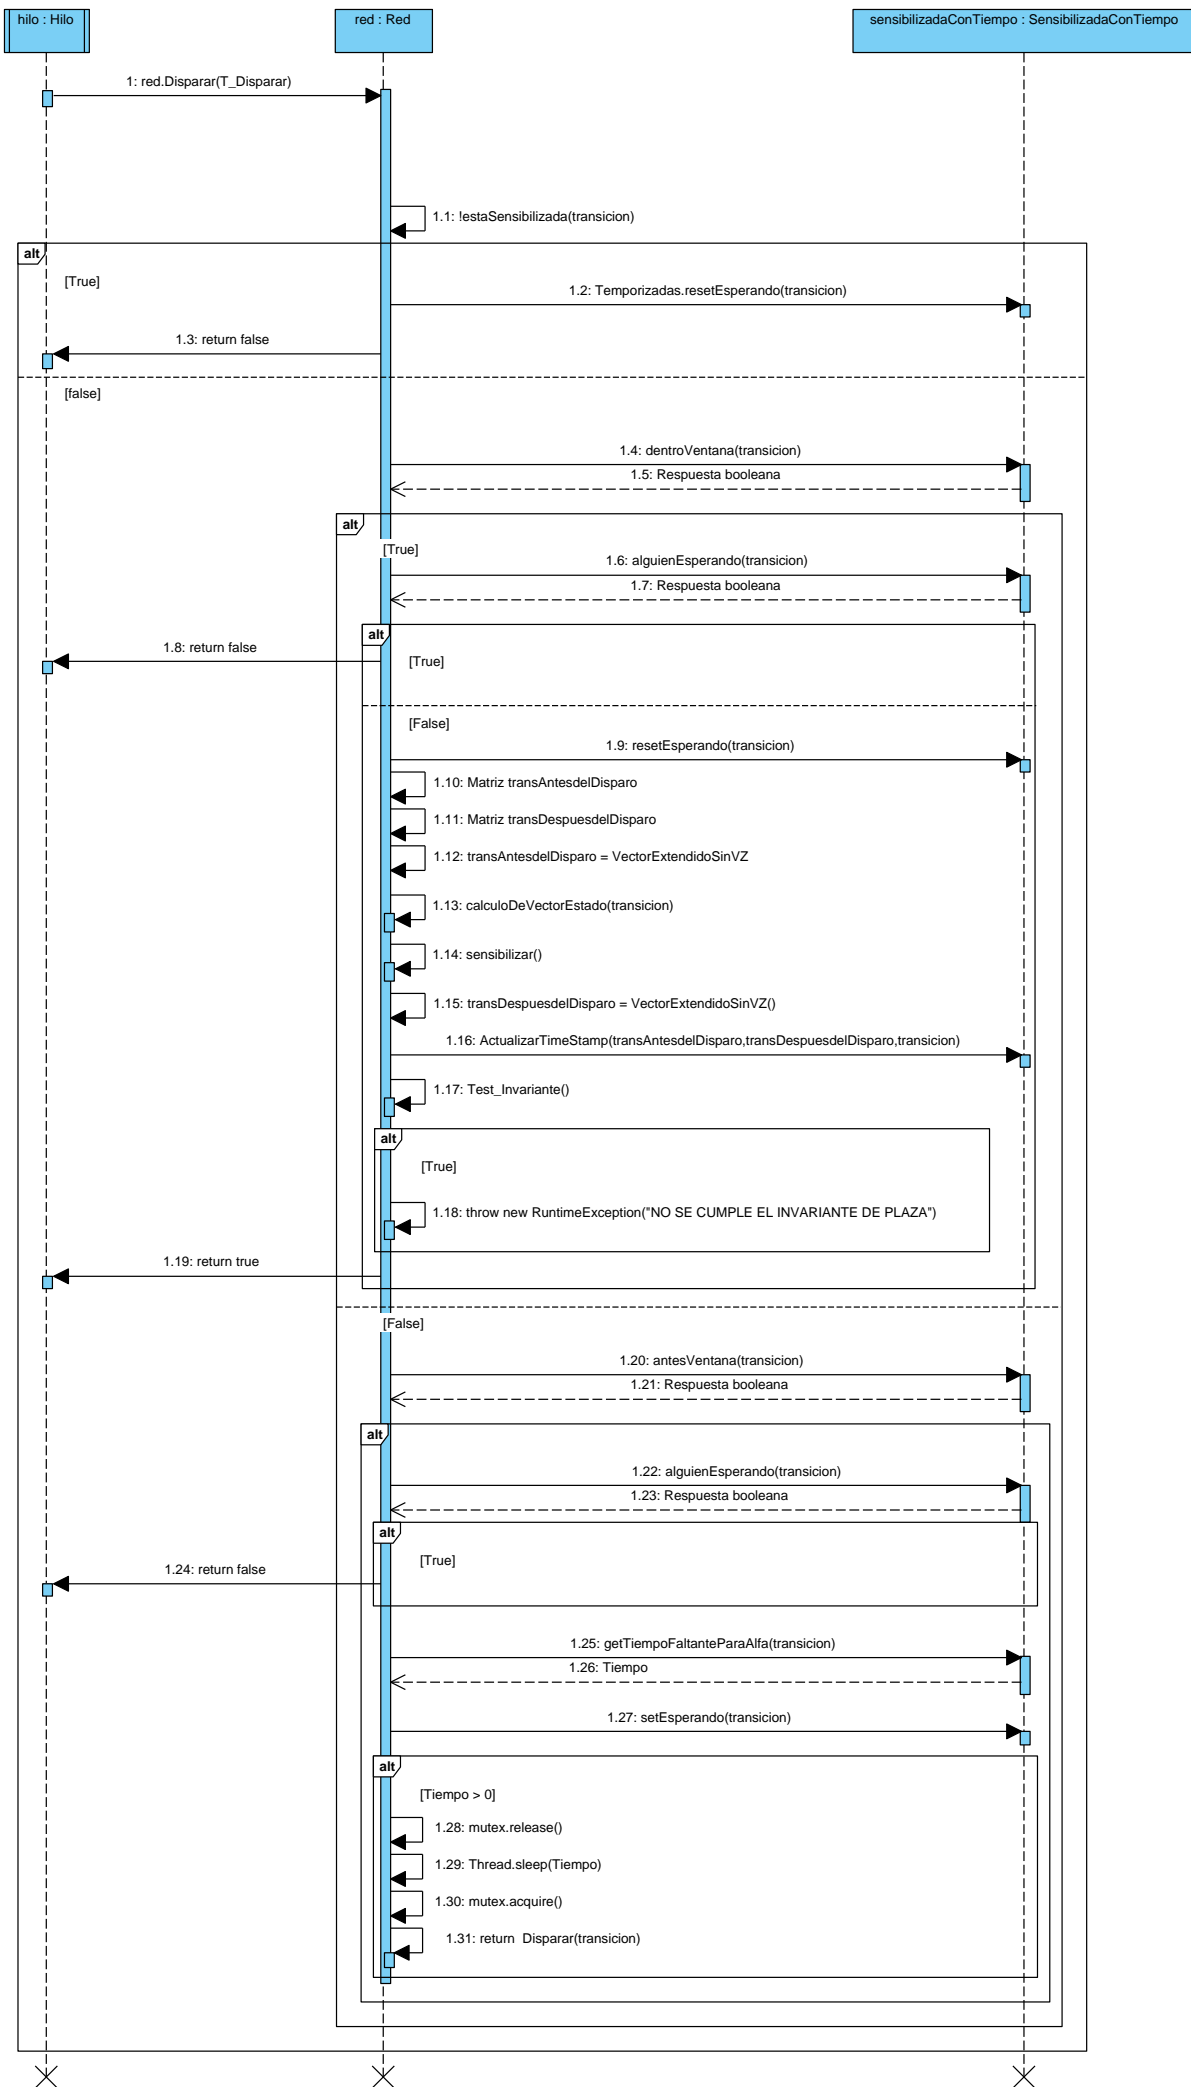 hilo : Hilo
red : Red
sensibilizadaConTiempo : SensibilizadaConTiempo
1: red.Disparar(T_Disparar)
1.1: !estaSensibilizada(transicion)
alt
[True]
1.2: Temporizadas.resetEsperando(transicion)
1.3: return false
[false]
1.4: dentroVentana(transicion)
1.5: Respuesta booleana
alt
[True]
1.6: alguienEsperando(transicion)
1.7: Respuesta booleana
alt
1.8: return false
[True]
[False]
1.9: resetEsperando(transicion)
1.10: Matriz transAntesdelDisparo
1.11: Matriz transDespuesdelDisparo
1.12: transAntesdelDisparo = VectorExtendidoSinVZ
1.13: calculoDeVectorEstado(transicion)
1.14: sensibilizar()
1.15: transDespuesdelDisparo = VectorExtendidoSinVZ()
1.16: ActualizarTimeStamp(transAntesdelDisparo,transDespuesdelDisparo,transicion)
1.17: Test_Invariante()
alt
[True]
1.18: throw new RuntimeException("NO SE CUMPLE EL INVARIANTE DE PLAZA")
1.19: return true
[False]
1.20: antesVentana(transicion)
1.21: Respuesta booleana
alt
1.22: alguienEsperando(transicion)
1.23: Respuesta booleana
alt
[True]
1.24: return false
1.25: getTiempoFaltanteParaAlfa(transicion)
1.26: Tiempo
1.27: setEsperando(transicion)
alt
[Tiempo > 0]
1.28: mutex.release()
1.29: Thread.sleep(Tiempo)
1.30: mutex.acquire()
1.31: return  Disparar(transicion)